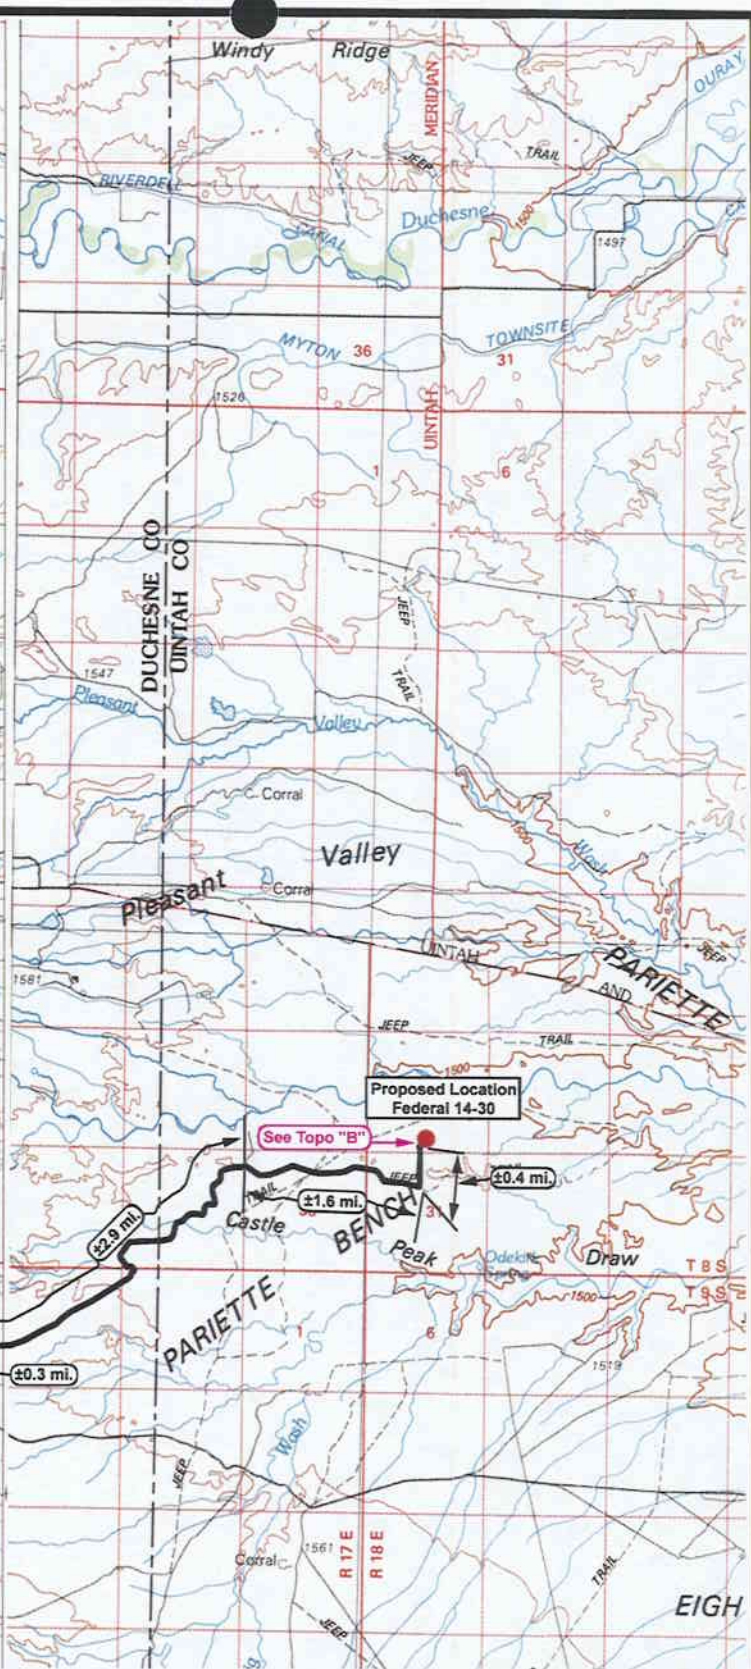 Windy Ridge
OURAY
MERIDIAN
JEEP TRAIL
RIVERDELL
CANAL
Duchesne
1500
1497
CA
MYTON 36
TOWNSITE
31
1526
UINTAH
1
6
DUCHESNE CO
UINTAH CO
JEEP
TRAIL
1547
Pleasant
Valley
Corral
1500
Wash
Valley
Pleasant
Corral
UINTAH
AND
PARIETTE
JEEP
1581
JEEP
TRAIL
1500
Proposed Location
Federal 14-30
See Topo "B"
JEEP
±0.4 mi.
TRAIL
±1.6 mi.
31
±2.9 mi.
Castle
BENCH
Peak
Draw
T 8 S
T 9 S
1500
PARIETTE
1
6
±0.3 mi.
1519
Wash
JEEP
Corral
1561
R 17 E
R 18 E
TRAIL
EIGH
JEEP